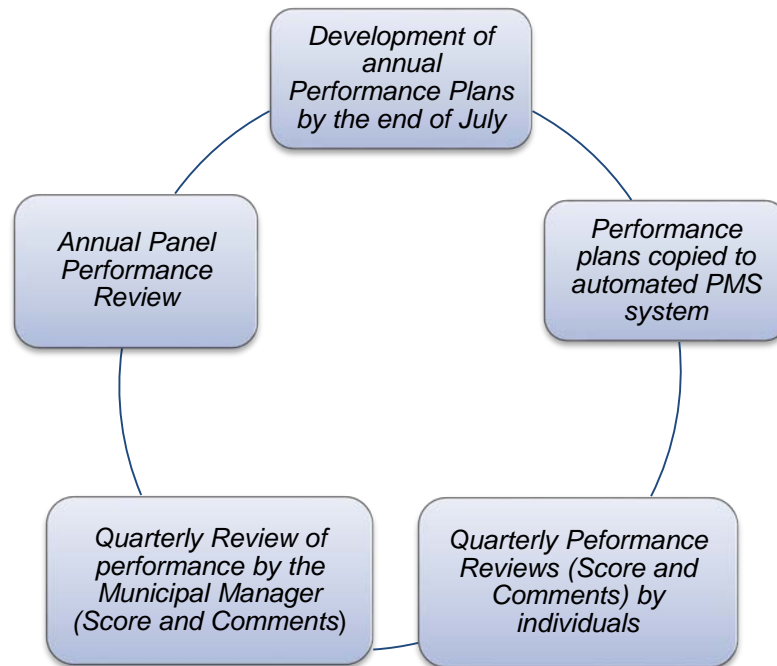 Development of
annual
Performance Plans
by the end of July
Performance
plans copied to
automated PMS
system
Quarterly Peformance
Reviews (Score and
Comments) by
individuals
Quarterly Review of
performance by the
Municipal Manager
(Score and Comments)
Annual Panel
Performance
Review